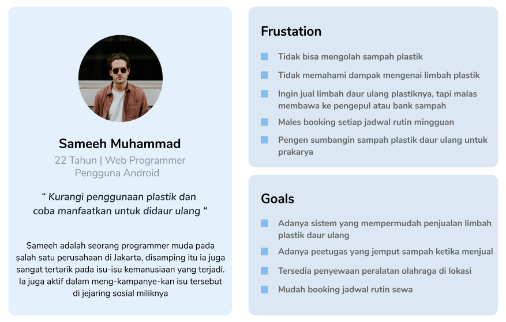 Sameeh Muhammad
22 Tahun | Web Programmer
Pengguna Android
“ Kurangi penggunaan plastik dan
coba manfaatkan untuk didaur ulang “
Sameeh adalah seorang programmer muda pada
salah satu perusahaan di Jakarta, disamping itu ia juga
sangat tertarik pada isu-isu kemanusiaan yang terjadi.
Ia juga aktif dalam meng-kampanye-kan isu tersebut
di jejaring sosial miliknya
Frustation
Tidak bisa mengolah sampah plastik
Tidak memahami dampak mengenai limbah plastik
Ingin jual limbah daur ulang plastiknya, tapi malas
membawa ke pengepul atau bank sampah
Males booking setiap jadwal rutin mingguan
Pengen sumbangin sampah plastik daur ulang untuk
prakarya
Goals
Adanya sistem yang mempermudah penjualan limbah
plastik daur ulang
Adanya peetugas yang jemput sampah ketika menjual
Tersedia penyewaan peralatan olahraga di lokasi
Mudah booking jadwal rutin sewa